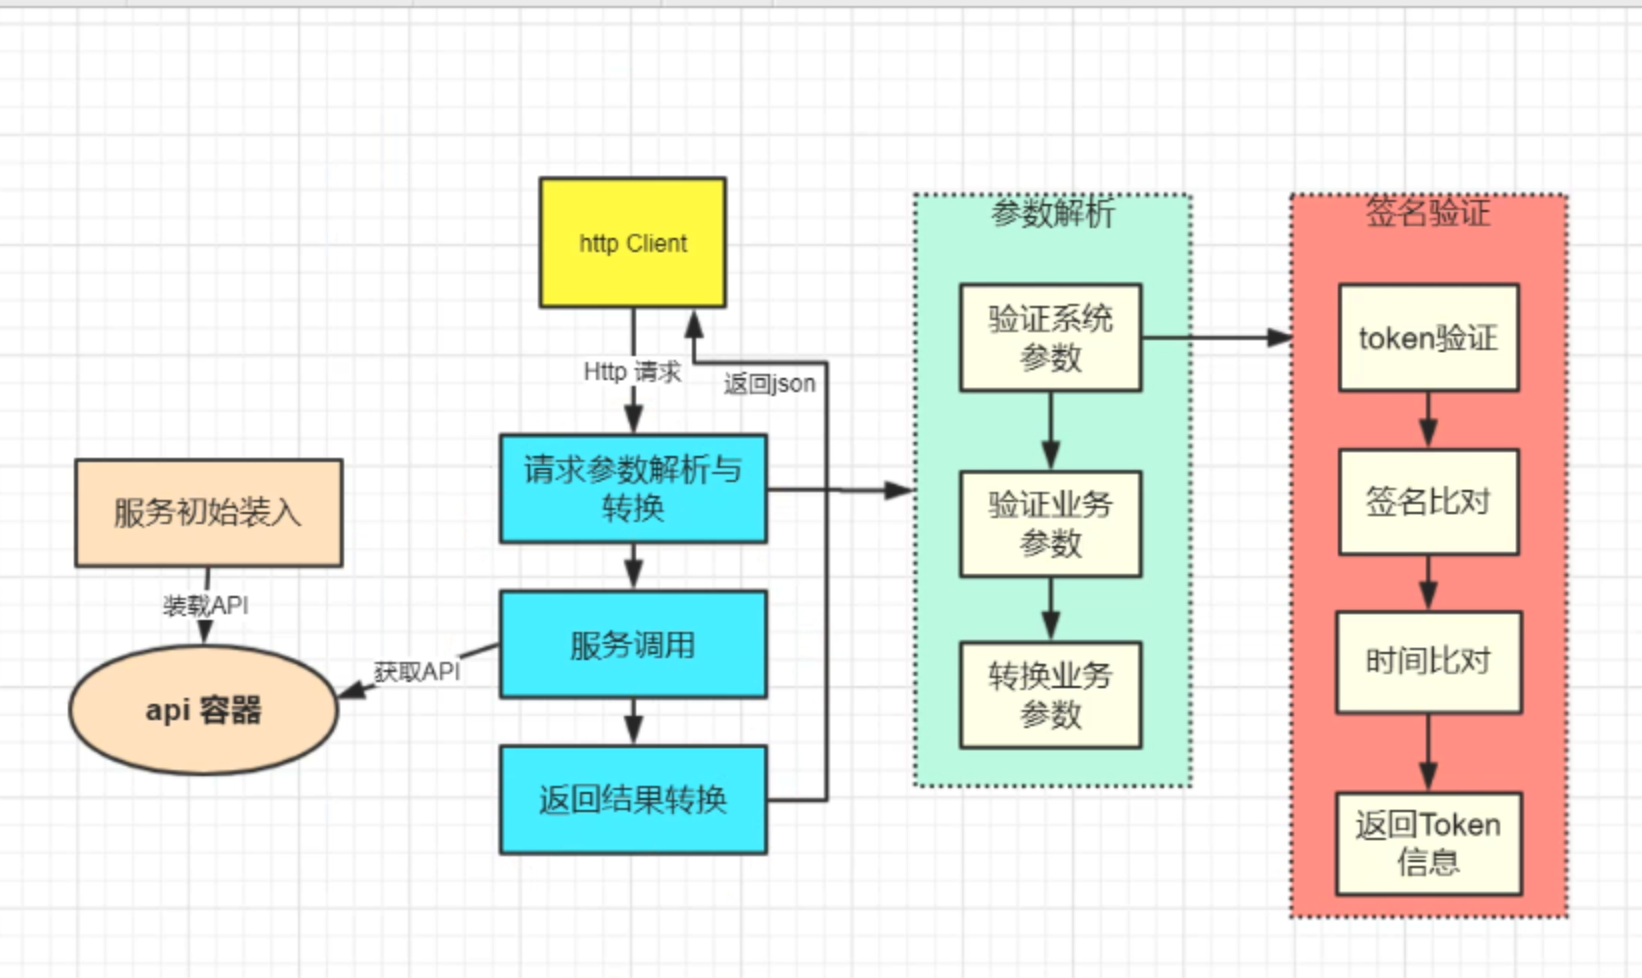 http Client
Http 请求
返回json
请求参数解析与
转换
服务调用
返回结果转换
服务初始装入
装载API
api 容器
获取API
参数解析
验证系统
参数
验证业务
参数
转换业务
参数
签名验证
token验证
签名比对
时间比对
返回Token
信息